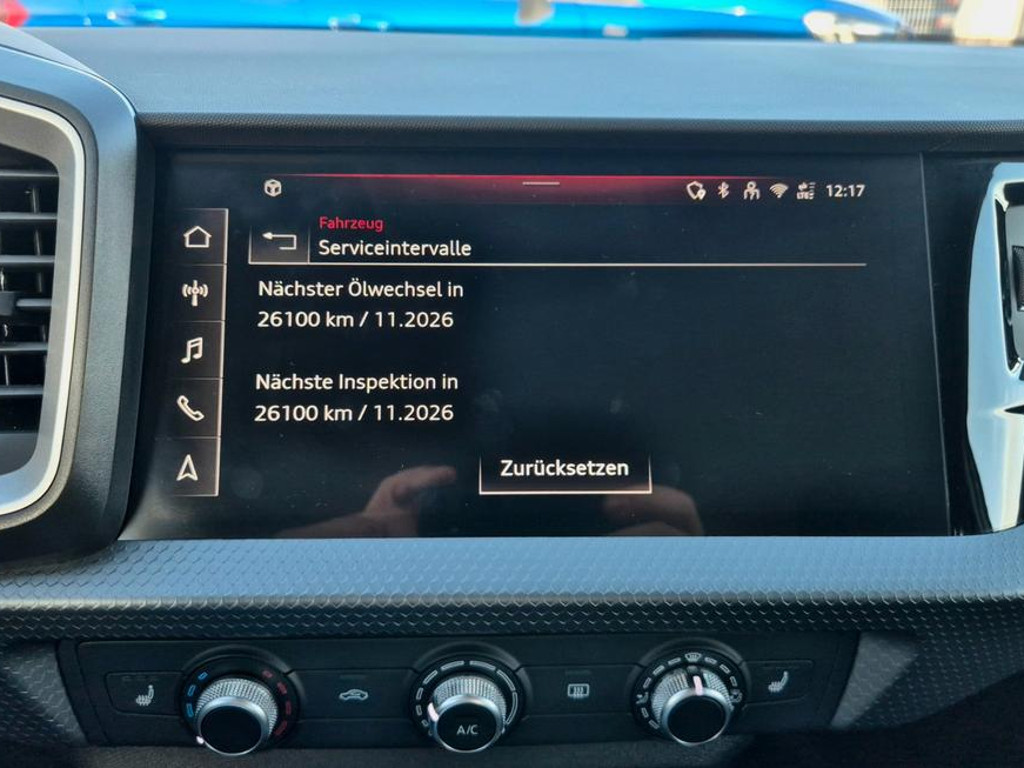 12:17
Fahrzeug
Serviceintervalle
Nächster Ölwechsel in
26100 km / 11.2026
Nächste Inspektion in
26100 km / 11.2026
Zurücksetzen
A/C